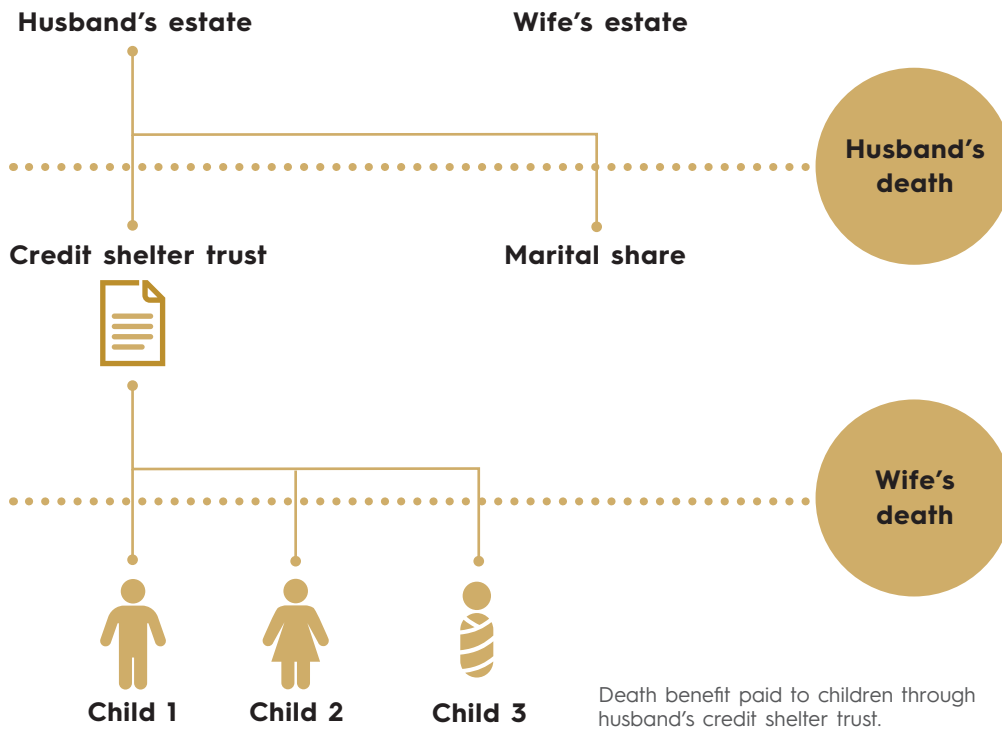 Husband's estate
Wife's estate
Husband's
death
Credit shelter trust
Marital share
Wife's
death
Child 1
Child 2
Child 3
Death benefit paid to children through
husband's credit shelter trust.